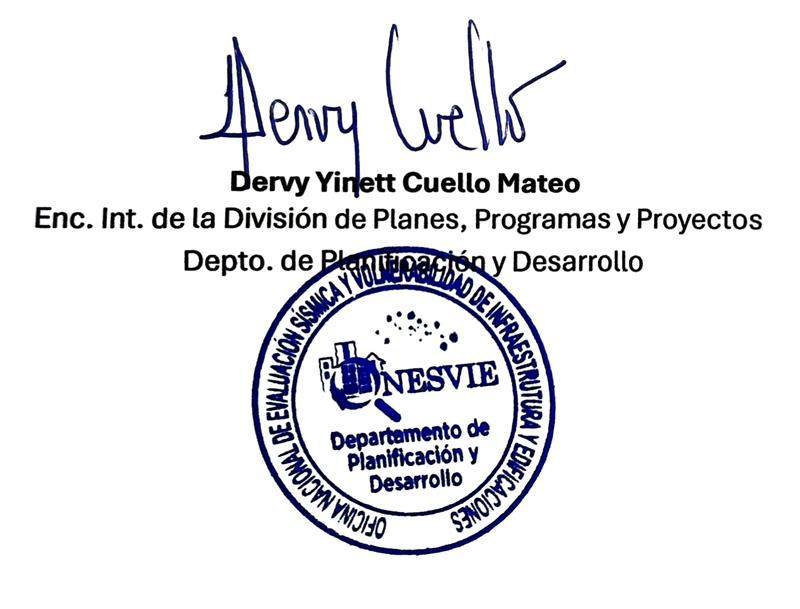 Dervy Cuello
Dervy Yinett Cuello Mateo
Enc. Int. de la División de Planes, Programas y Proyectos
Depto. de Planificación y Desarrollo
OFICINA NACIONAL DE EVALUACIÓN SÍSMICA Y VULNERABILIDAD DE INFRAESTRUTURA Y EDIFICACIONES
ONESVIE
Departamento de
Planificación y
Desarrollo